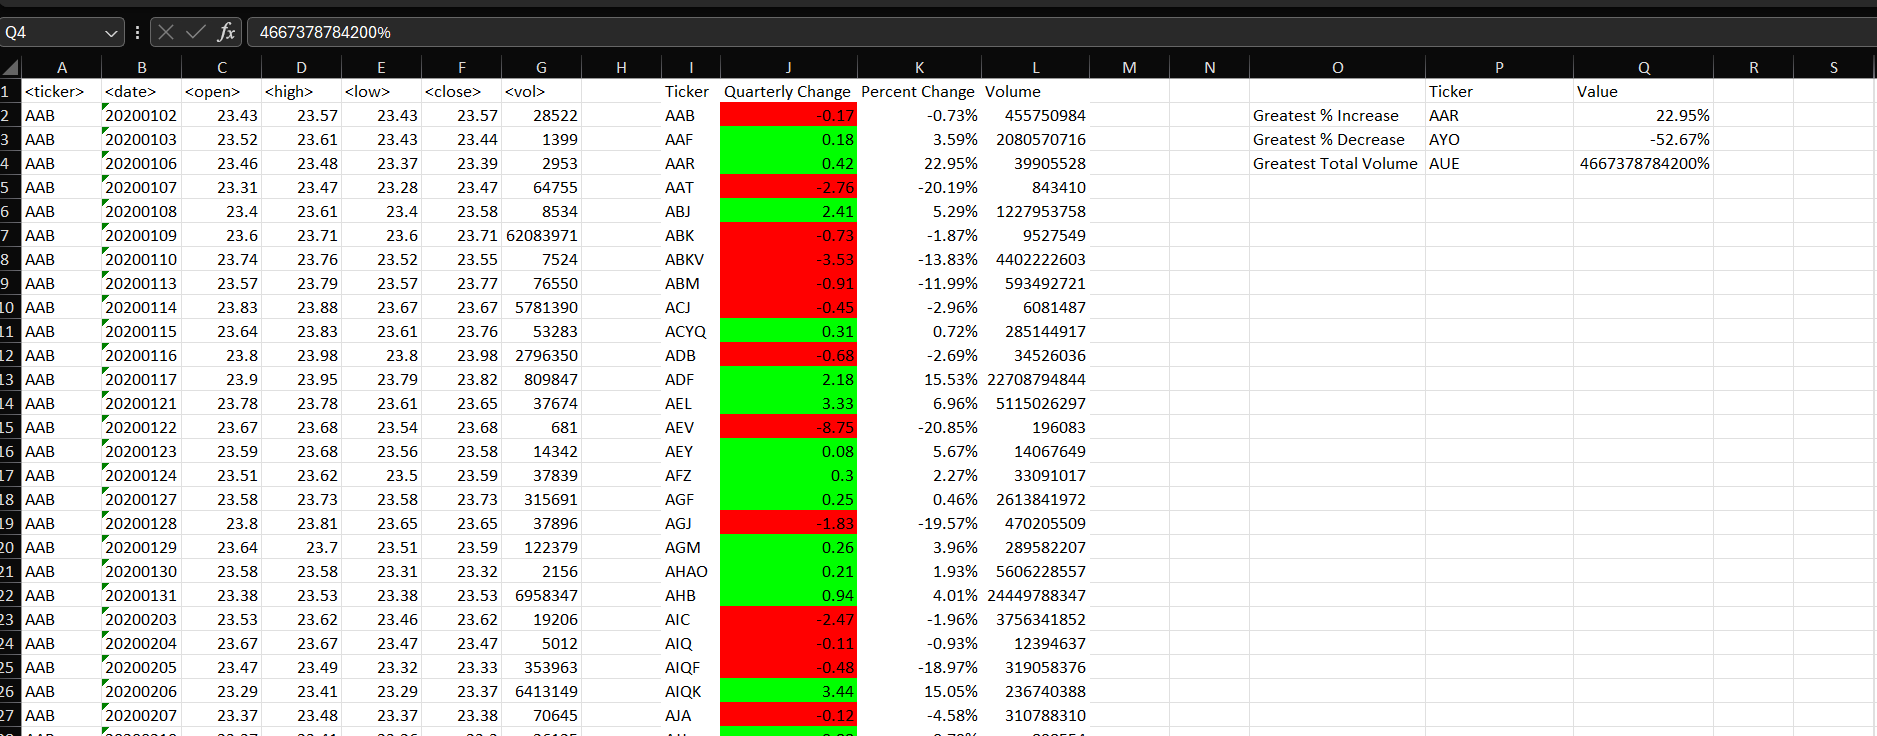 Q4 fx 4667378784200%
A B C D E F G H I J K L M N O P Q R S
1 <ticker> <date> <open> <high> <low> <close> <vol> Ticker Quarterly Change Percent Change Volume Ticker Value
2 AAB 20200102 23.43 23.57 23.43 23.57 28522 AAB -0.17 -0.73% 455750984 Greatest % Increase AAR 22.95%
3 AAB 20200103 23.52 23.61 23.43 23.44 1399 AAF 0.18 3.59% 2080570716 Greatest % Decrease AYO -52.67%
4 AAB 20200106 23.46 23.48 23.37 23.39 2953 AAR 0.42 22.95% 39905528 Greatest Total Volume AUE 4667378784200%
5 AAB 20200107 23.31 23.47 23.28 23.47 64755 AAT -2.76 -20.19% 843410
6 AAB 20200108 23.4 23.61 23.4 23.58 8534 ABJ 2.41 5.29% 1227953758
7 AAB 20200109 23.6 23.71 23.6 23.71 62083971 ABK -0.73 -1.87% 9527549
8 AAB 20200110 23.74 23.76 23.52 23.55 7524 ABKV -3.53 -13.83% 4402222603
9 AAB 20200113 23.57 23.79 23.57 23.77 76550 ABM -0.91 -11.99% 593492721
10 AAB 20200114 23.83 23.88 23.67 23.67 5781390 ACJ -0.45 -2.96% 6081487
11 AAB 20200115 23.64 23.83 23.61 23.76 53283 ACYQ 0.31 0.72% 285144917
12 AAB 20200116 23.8 23.98 23.8 23.98 2796350 ADB -0.68 -2.69% 34526036
13 AAB 20200117 23.9 23.95 23.79 23.82 809847 ADF 2.18 15.53% 22708794844
14 AAB 20200121 23.78 23.78 23.61 23.65 37674 AEL 3.33 6.96% 5115026297
15 AAB 20200122 23.67 23.68 23.54 23.68 681 AEV -8.75 -20.85% 196083
16 AAB 20200123 23.59 23.68 23.56 23.58 14342 AEY 0.08 5.67% 14067649
17 AAB 20200124 23.51 23.62 23.5 23.59 37839 AFZ 0.3 2.27% 33091017
18 AAB 20200127 23.58 23.73 23.58 23.73 315691 AGF 0.25 0.46% 2613841972
19 AAB 20200128 23.8 23.81 23.65 23.65 37896 AGJ -1.83 -19.57% 470205509
20 AAB 20200129 23.64 23.7 23.51 23.59 122379 AGM 0.26 3.96% 289582207
21 AAB 20200130 23.58 23.58 23.31 23.32 2156 AHAO 0.21 1.93% 5606228557
22 AAB 20200131 23.38 23.53 23.38 23.53 6958347 AHB 0.94 4.01% 24449788347
23 AAB 20200203 23.53 23.62 23.46 23.62 19206 AIC -2.47 -1.96% 3756341852
24 AAB 20200204 23.67 23.67 23.47 23.47 5012 AIQ -0.11 -0.93% 12394637
25 AAB 20200205 23.47 23.49 23.32 23.33 353963 AIQF -0.48 -18.97% 319058376
26 AAB 20200206 23.29 23.41 23.29 23.37 6413149 AIQK 3.44 15.05% 236740388
27 AAB 20200207 23.37 23.48 23.37 23.38 70645 AJA -0.12 -4.58% 310788310